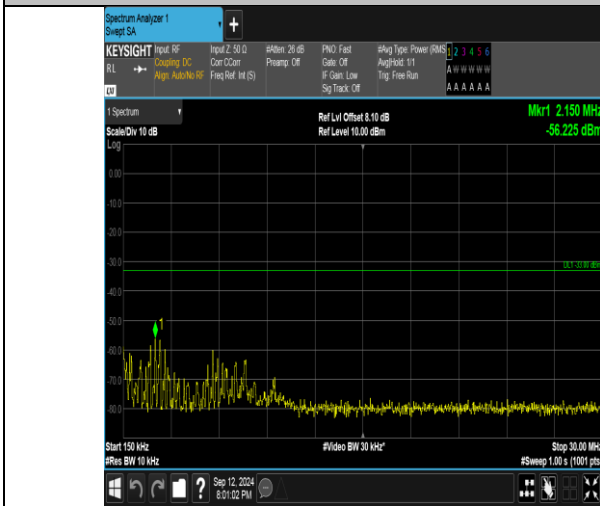 Spectrum Analyzer 1
Swept SA
+
KEYSIGHT
RL
Input: RF
Coupling: DC
Align: Auto/No RF
Input Z: 50 Ω
Corr CCorr
Freq Ref: Int (S)
#Atten: 26 dB
Preamp: Off
PNO: Fast
Gate: Off
IF Gain: Low
Sig Track: Off
#Avg Type: Power (RMS
Avg|Hold: 1/1
Trig: Free Run
1 2 3 4 5 6
A W W W W W
A A A A A A
1 Spectrum
Scale/Div 10 dB
Log
Ref Lvl Offset 8.10 dB
Ref Level 10.00 dBm
Mkr1 2.150 MHz
-56.225 dBm
0.00
-10.0
-20.0
-30.0
DL1 -33.00 dBm
-40.0
-50.0
1
-60.0
-70.0
-80.0
Start 150 kHz
#Res BW 10 kHz
#Video BW 30 kHz*
Stop 30.00 MHz
#Sweep 1.00 s (1001 pts
?
Sep 12, 2024
8:01:02 PM